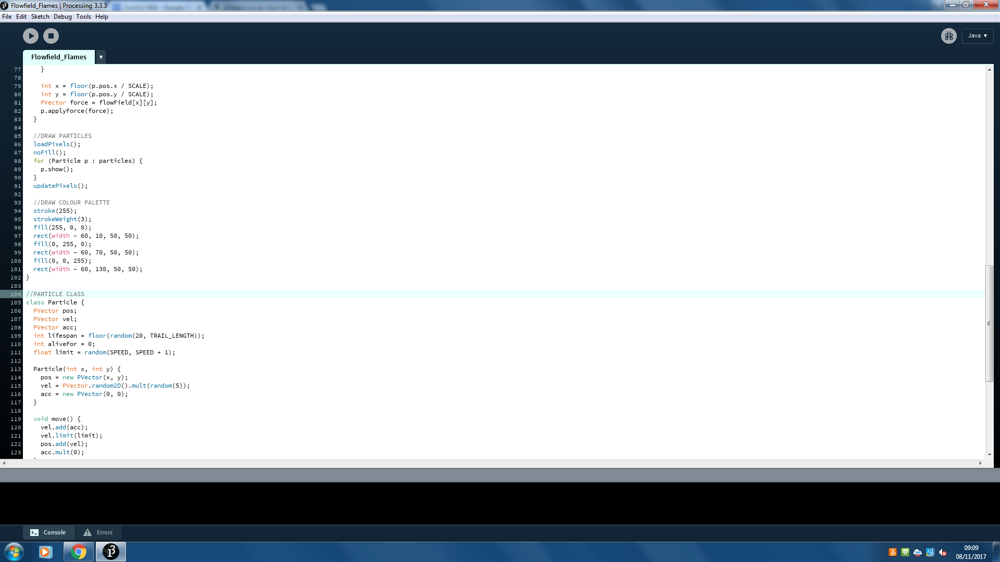 Flowfield_Flames | Processing 3.3.3
File Edit Sketch Debug Tools Help
Java ▼
Flowfield_Flames ▼
77     }
78
79     int x = floor(p.pos.x / SCALE);
80     int y = floor(p.pos.y / SCALE);
81     PVector force = flowField[x][y];
82     p.applyForce(force);
83   }
84
85   //DRAW PARTICLES
86   loadPixels();
87   noFill();
88   for (Particle p : particles) {
89     p.show();
90   }
91   updatePixels();
92
93   //DRAW COLOUR PALETTE
94   stroke(255);
95   strokeWeight(3);
96   fill(255, 0, 0);
97   rect(width - 60, 10, 50, 50);
98   fill(0, 255, 0);
99   rect(width - 60, 70, 50, 50);
100   fill(0, 0, 255);
101   rect(width - 60, 130, 50, 50);
102 }
103
104 //PARTICLE CLASS
105 class Particle {
106   PVector pos;
107   PVector vel;
108   PVector acc;
109   int lifespan = floor(random(20, TRAIL_LENGTH));
110   int aliveFor = 0;
111   float limit = random(SPEED, SPEED + 1);
112
113   Particle(int x, int y) {
114     pos = new PVector(x, y);
115     vel = PVector.random2D().mult(random(5));
116     acc = new PVector(0, 0);
117   }
118
119   void move() {
120     vel.add(acc);
121     vel.limit(limit);
122     pos.add(vel);
123     acc.mult(0);
Console Errors
09:09
08/11/2017